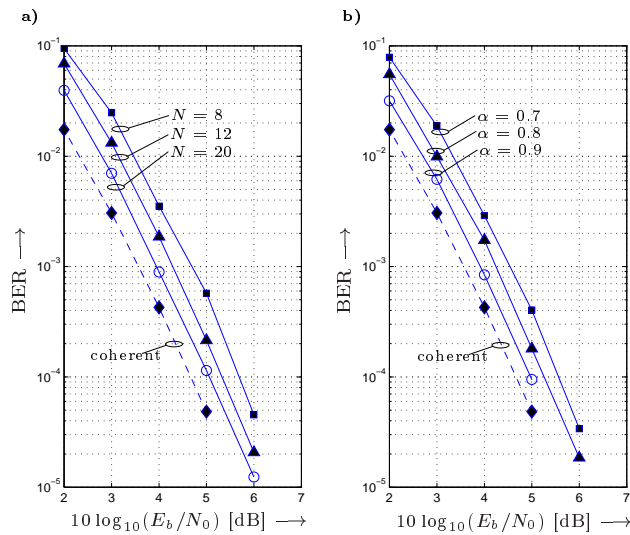 a)
10⁻¹
10⁻²
10⁻³
10⁻⁴
10⁻⁵
BER →
N = 8
N = 12
N = 20
coherent
2 3 4 5 6 7
10 log₁₀(E_b/N₀) [dB] →
b)
10⁻¹
10⁻²
10⁻³
10⁻⁴
10⁻⁵
BER →
α = 0.7
α = 0.8
α = 0.9
coherent
2 3 4 5 6 7
10 log₁₀(E_b/N₀) [dB] →